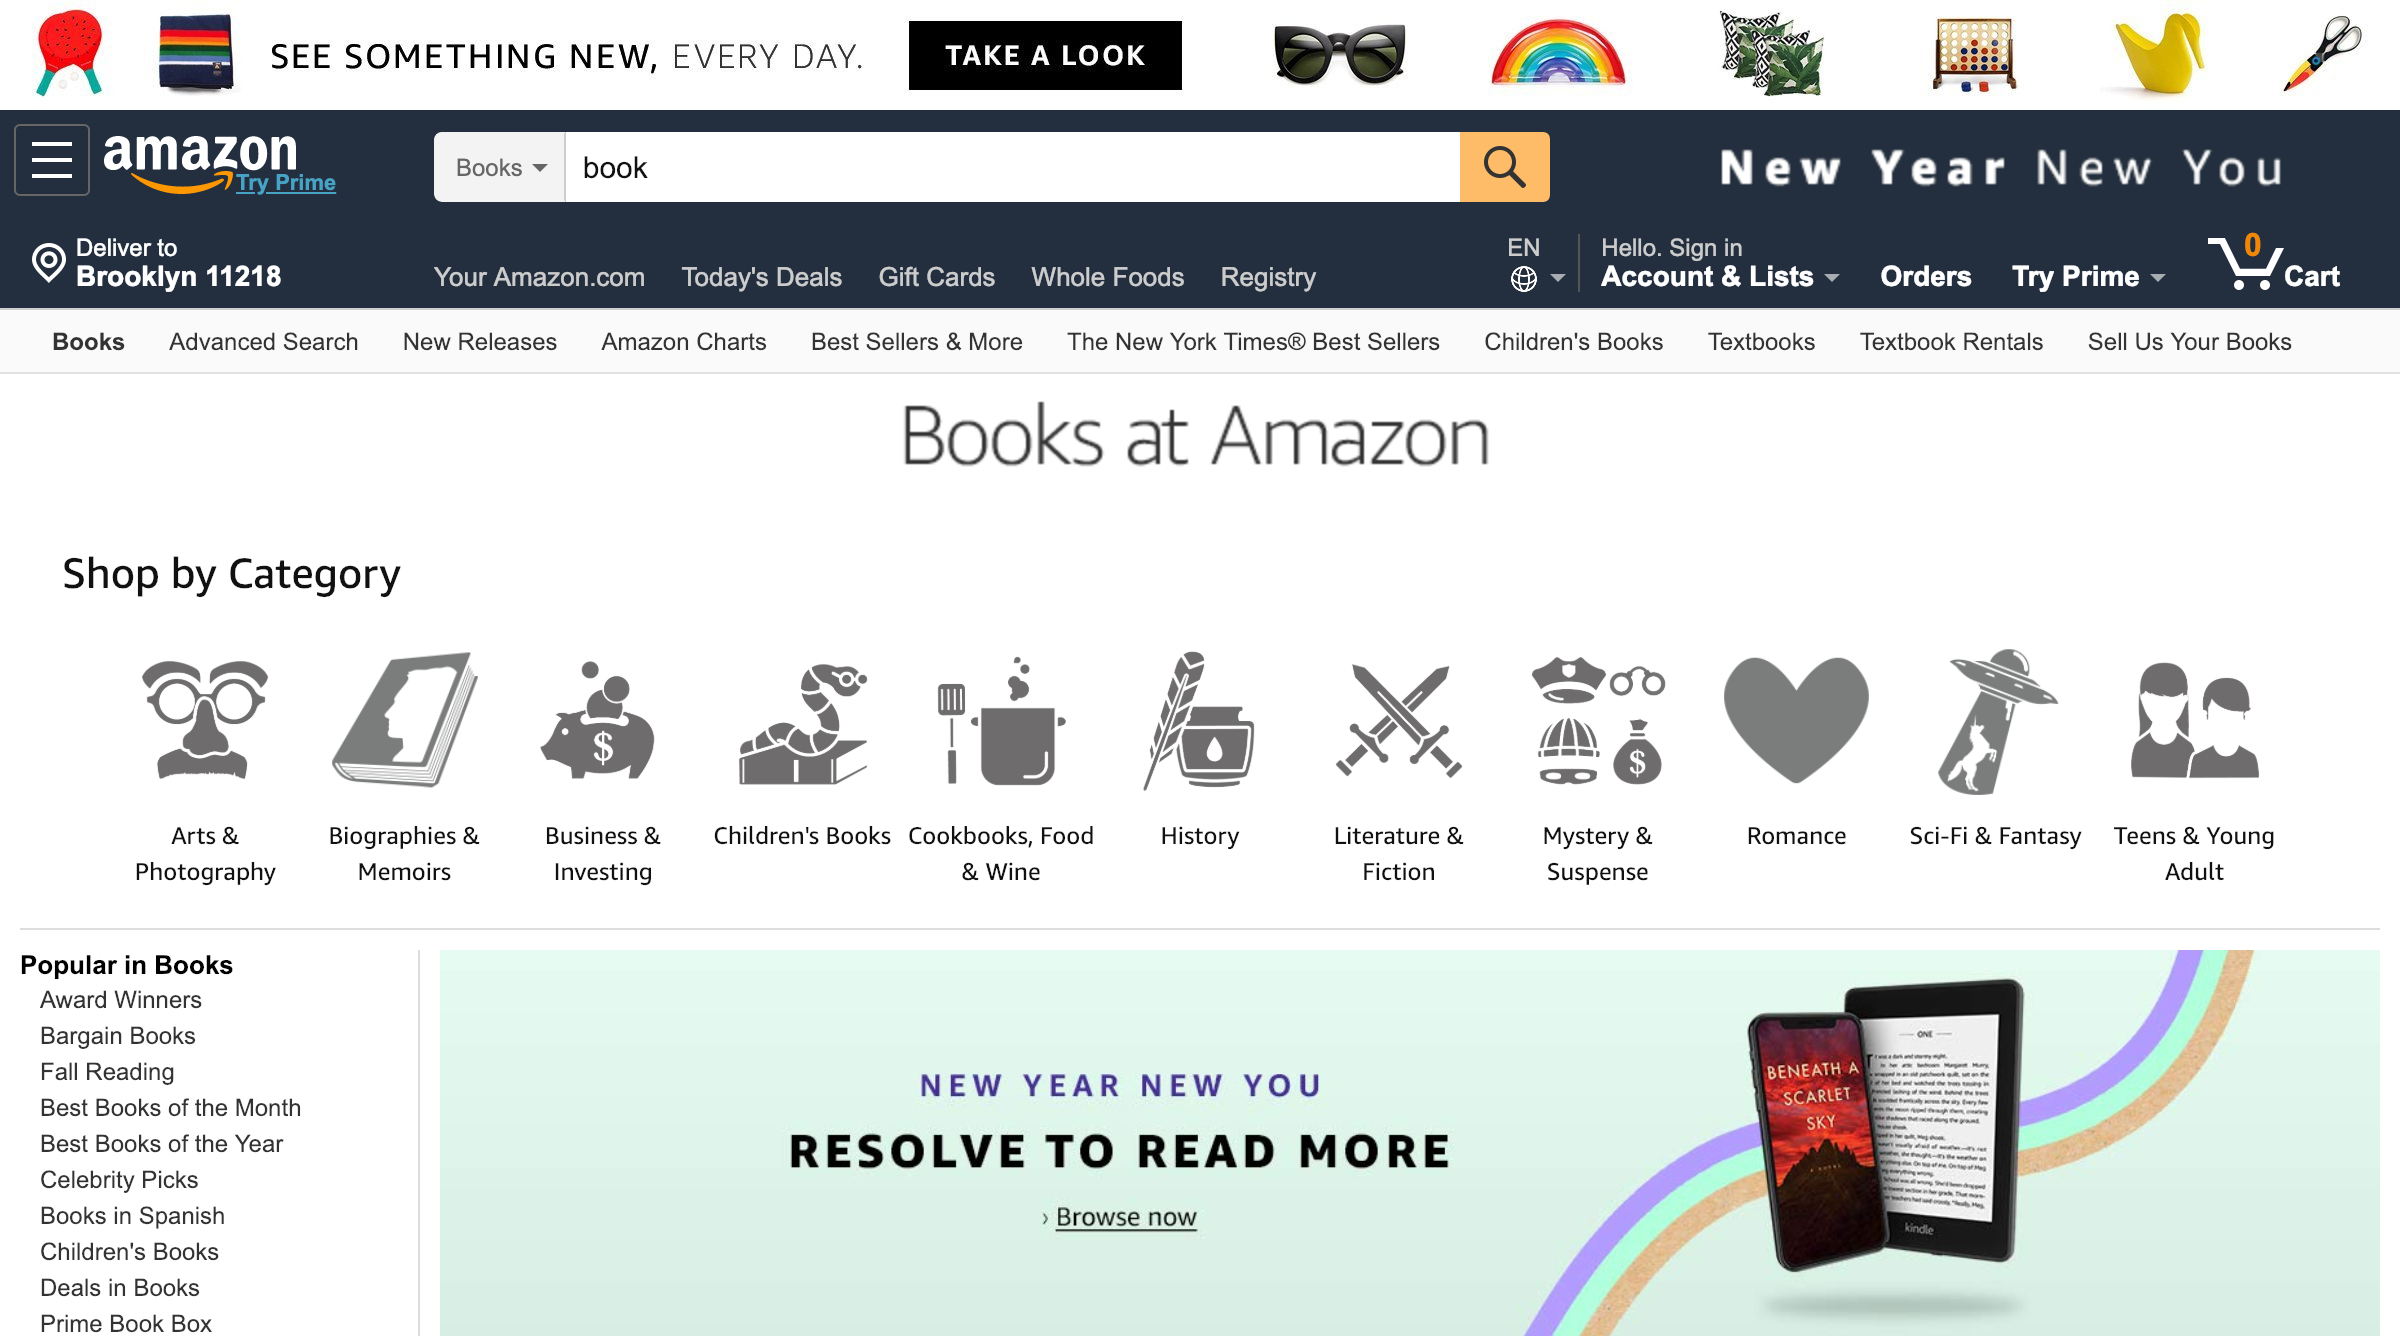 SEE SOMETHING NEW, EVERY DAY.
TAKE A LOOK
amazon
Try Prime
Books
book
New Year New You
Deliver to
Brooklyn 11218
Your Amazon.com
Today's Deals
Gift Cards
Whole Foods
Registry
EN
Hello. Sign in
Account & Lists
Orders
Try Prime
0
Cart
Books
Advanced Search
New Releases
Amazon Charts
Best Sellers & More
The New York Times® Best Sellers
Children's Books
Textbooks
Textbook Rentals
Sell Us Your Books
Books at Amazon
Shop by Category
$
$
Arts &
Photography
Biographies &
Memoirs
Business &
Investing
Children's Books
Cookbooks, Food
& Wine
History
Literature &
Fiction
Mystery &
Suspense
Romance
Sci-Fi & Fantasy
Teens & Young
Adult
Popular in Books
Award Winners
Bargain Books
Fall Reading
Best Books of the Month
Best Books of the Year
Celebrity Picks
Books in Spanish
Children's Books
Deals in Books
Prime Book Box
NEW YEAR NEW YOU
RESOLVE TO READ MORE
› Browse now
BENEATH A
SCARLET
SKY
A NOVEL
ONE
kindle